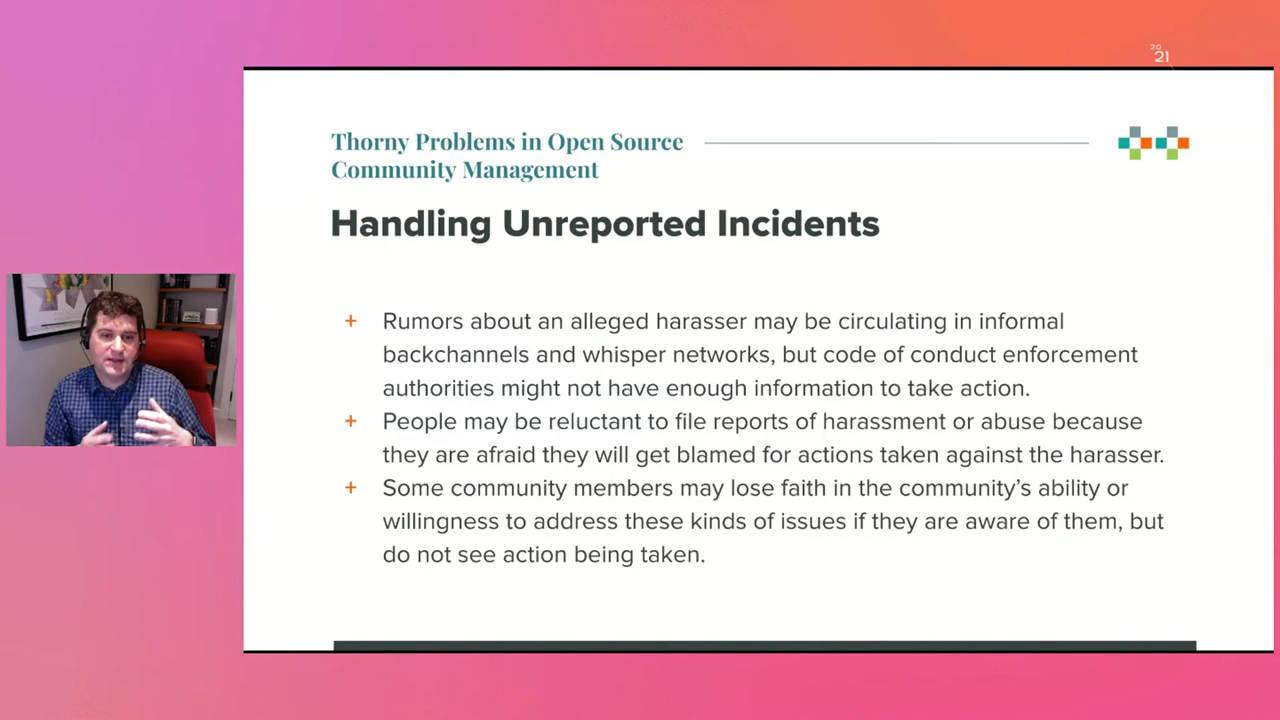 20
21
Thorny Problems in Open Source
Community Management
Handling Unreported Incidents
+ Rumors about an alleged harasser may be circulating in informal
backchannels and whisper networks, but code of conduct enforcement
authorities might not have enough information to take action.
+ People may be reluctant to file reports of harassment or abuse because
they are afraid they will get blamed for actions taken against the harasser.
+ Some community members may lose faith in the community’s ability or
willingness to address these kinds of issues if they are aware of them, but
do not see action being taken.